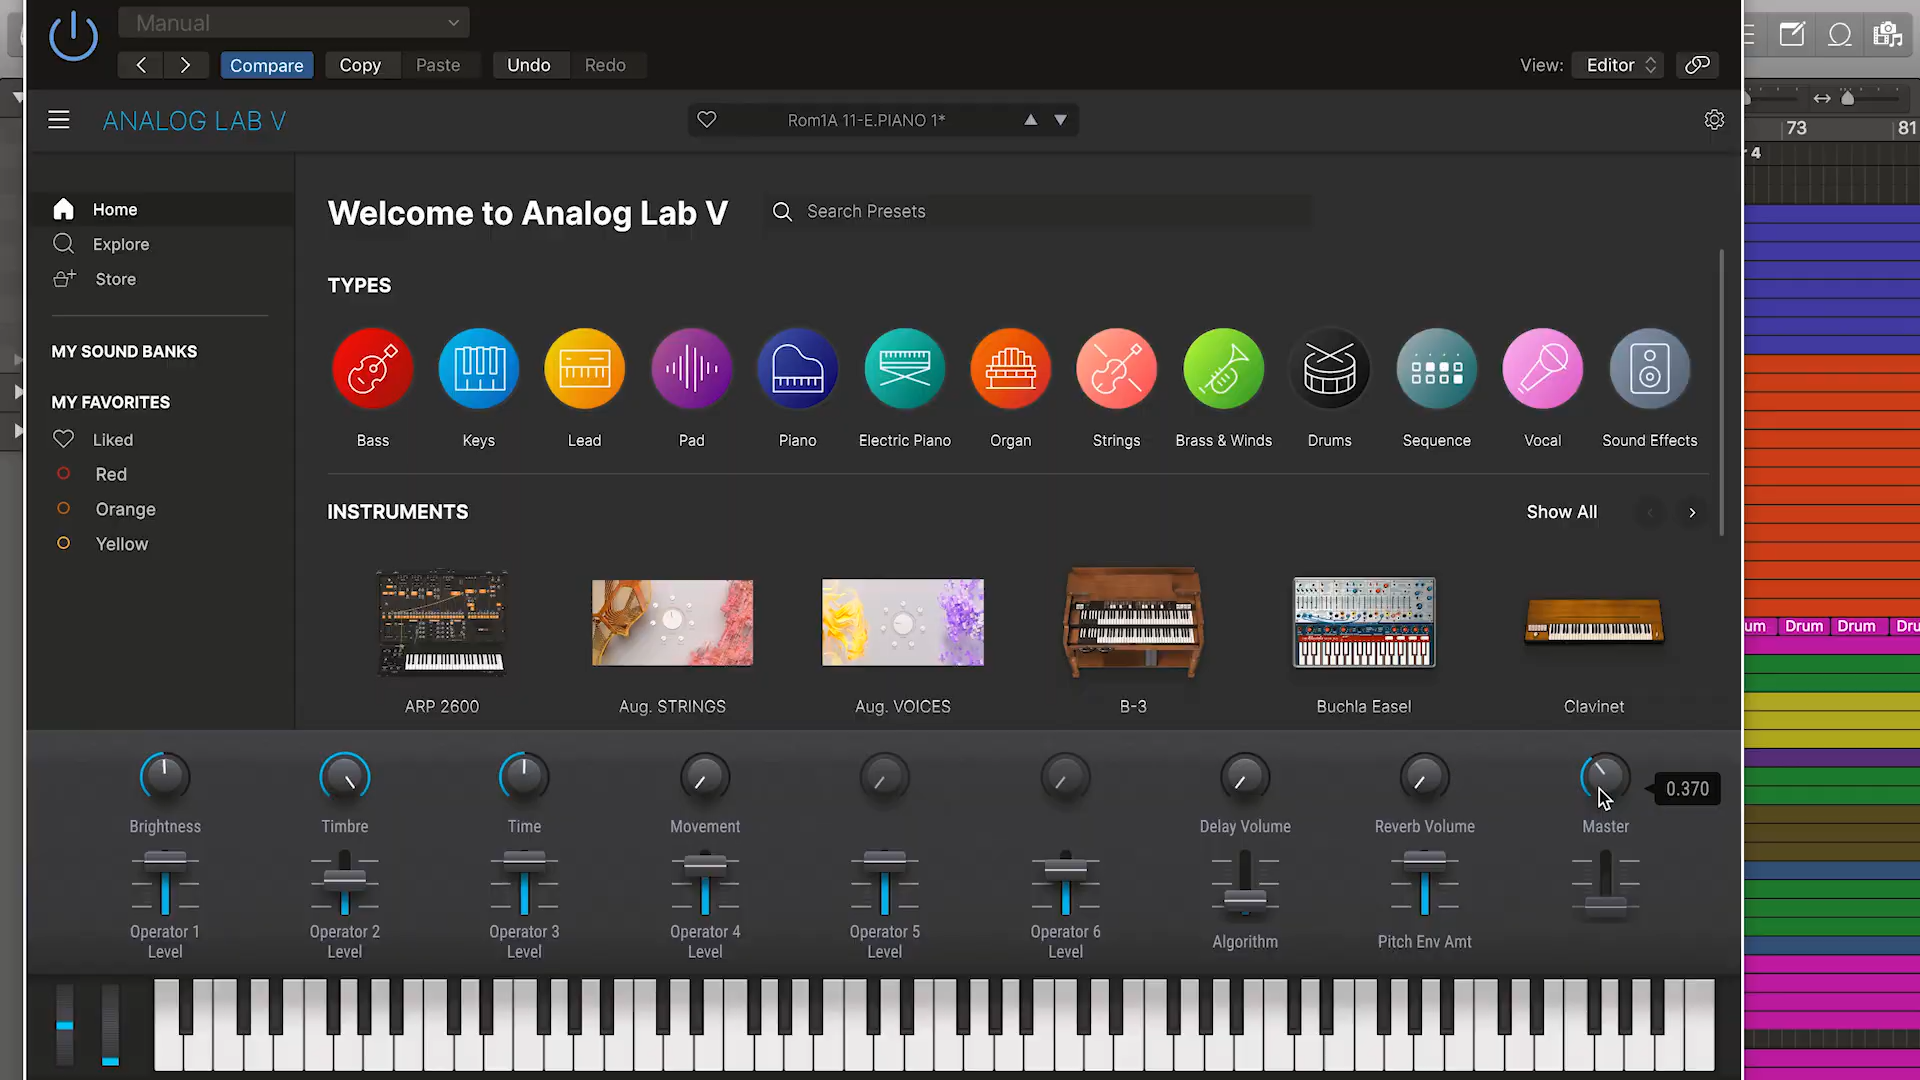 Manual
Compare
Copy
Paste
Undo
Redo
View:
Editor
ANALOG LAB V
Rom1A 11-E.PIANO 1*
73
81
4
Home
Explore
Store
MY SOUND BANKS
MY FAVORITES
Liked
Red
Orange
Yellow
Welcome to Analog Lab V
Search Presets
TYPES
Bass
Keys
Lead
Pad
Piano
Electric Piano
Organ
Strings
Brass & Winds
Drums
Sequence
Vocal
Sound Effects
INSTRUMENTS
Show All
ARP 2600
Aug. STRINGS
Aug. VOICES
B-3
Buchla Easel
Clavinet
um
Drum
Drum
Dru
Brightness
Timbre
Time
Movement
Delay Volume
Reverb Volume
Master
0.370
Operator 1
Level
Operator 2
Level
Operator 3
Level
Operator 4
Level
Operator 5
Level
Operator 6
Level
Algorithm
Pitch Env Amt